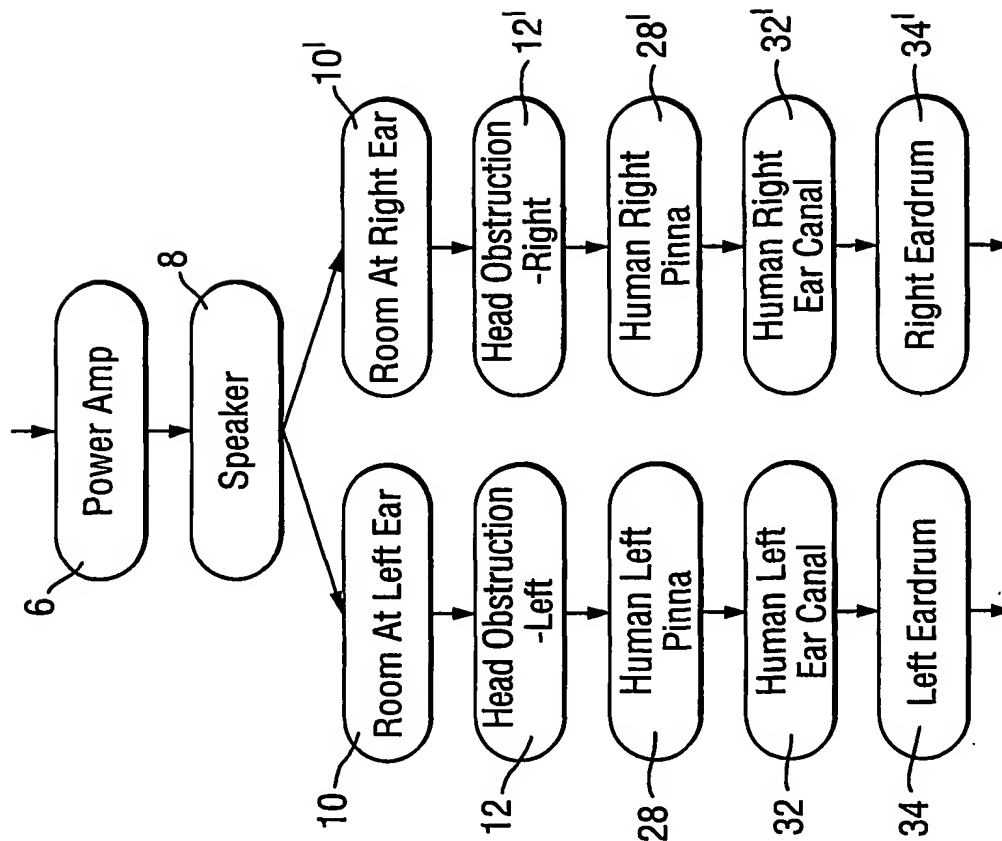 6
Power Amp
8
Speaker
10
Room At Left Ear
10'
Room At Right Ear
12
Head Obstruction
-Left
12'
Head Obstruction
-Right
28
Human Left
Pinna
28'
Human Right
Pinna
32
Human Left
Ear Canal
32'
Human Right
Ear Canal
34
Left Eardrum
34'
Right Eardrum